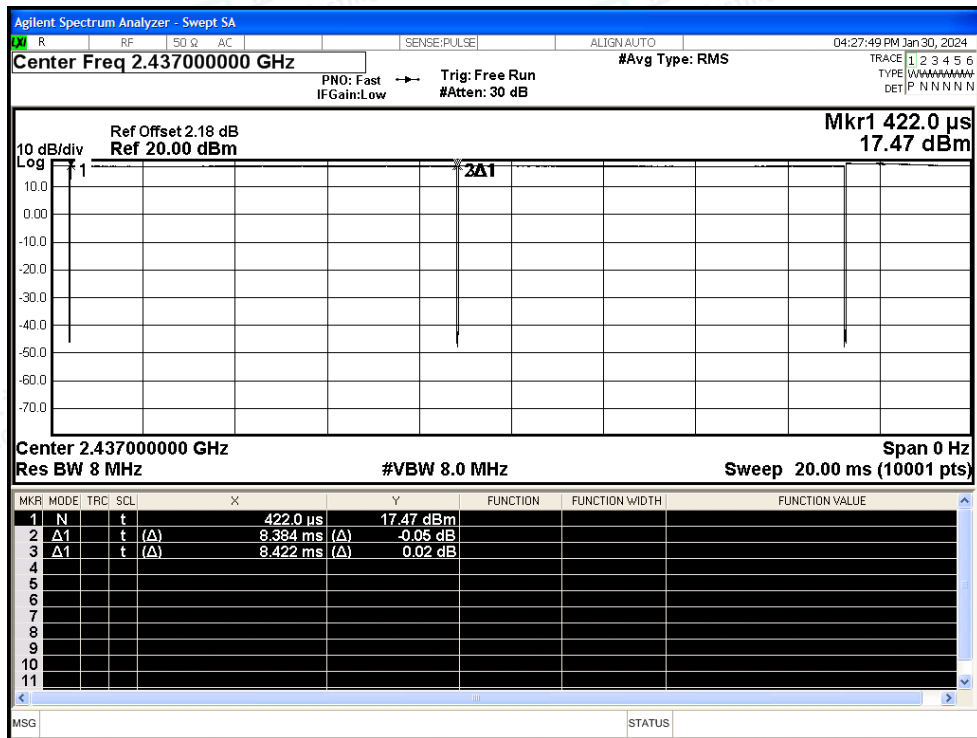 Agilent Spectrum Analyzer - Swept SA
LXI R RF 50 Ω AC SENSE:PULSE ALIGN AUTO 04:27:49 PM Jan 30, 2024
Center Freq 2.437000000 GHz #Avg Type: RMS TRACE 1 2 3 4 5 6
PNO: Fast Trig: Free Run TYPE
IFGain:Low #Atten: 30 dB DET P N N N N N
Mkr1 422.0 µs
Ref Offset 2.18 dB
10 dB/div Ref 20.00 dBm 17.47 dBm
Log
1
3Δ1
10.0
0.00
-10.0
-20.0
-30.0
-40.0
-50.0
-60.0
-70.0
Center 2.437000000 GHz Span 0 Hz
Res BW 8 MHz #VBW 8.0 MHz Sweep 20.00 ms (10001 pts)
MKR MODE TRC SCL X Y FUNCTION FUNCTION WIDTH FUNCTION VALUE
1 N t 422.0 µs 17.47 dBm
2 Δ1 t (Δ) 8.384 ms (Δ) -0.05 dB
3 Δ1 t (Δ) 8.422 ms (Δ) 0.02 dB
4
5
6
7
8
9
10
11
MSG STATUS